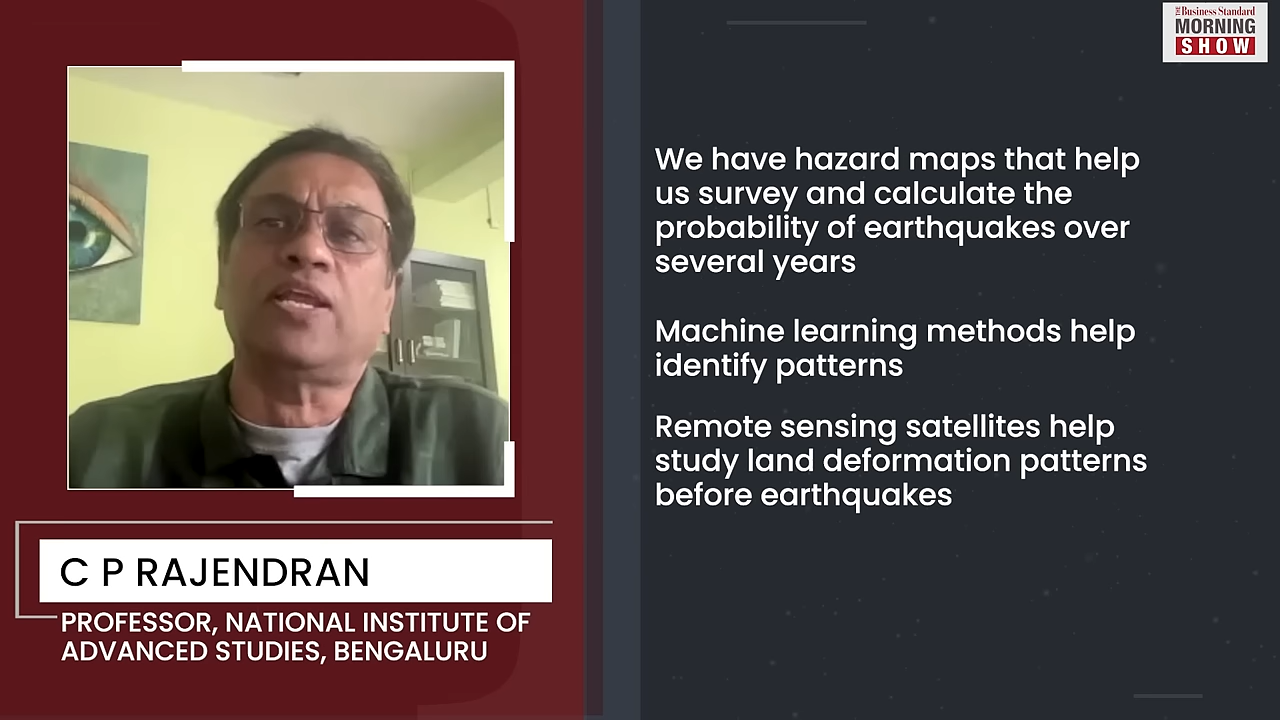 THE Business Standard
MORNING
SHOW
We have hazard maps that help
us survey and calculate the
probability of earthquakes over
several years
Machine learning methods help
identify patterns
Remote sensing satellites help
study land deformation patterns
before earthquakes
C P RAJENDRAN
PROFESSOR, NATIONAL INSTITUTE OF
ADVANCED STUDIES, BENGALURU